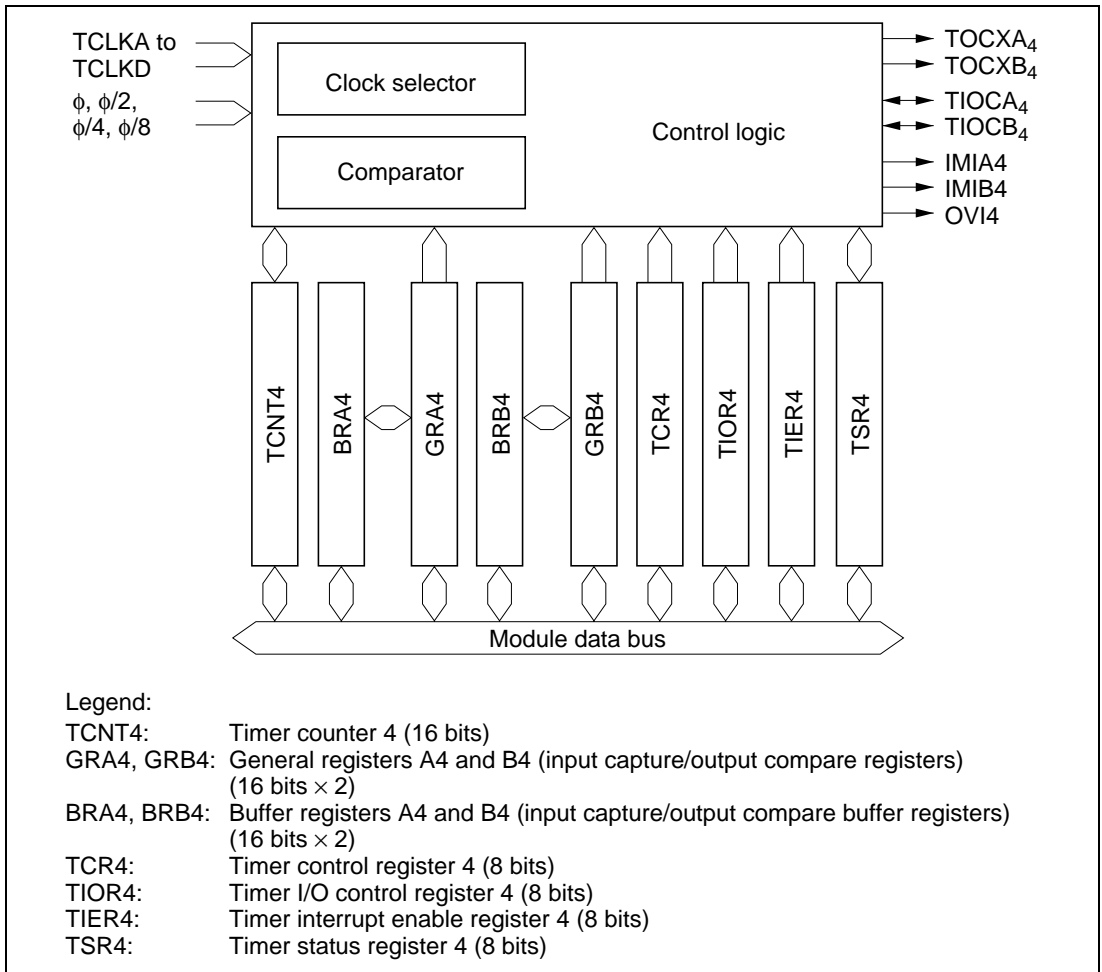 TCLKA to
TCLKD
ϕ, ϕ/2,
ϕ/4, ϕ/8
Clock selector
Comparator
Control logic
TOCXA4
TOCXB4
TIOCA4
TIOCB4
IMIA4
IMIB4
OVI4
TCNT4
BRA4
GRA4
BRB4
GRB4
TCR4
TIOR4
TIER4
TSR4
Module data bus
Legend:
TCNT4: Timer counter 4 (16 bits)
GRA4, GRB4: General registers A4 and B4 (input capture/output compare registers)
(16 bits × 2)
BRA4, BRB4: Buffer registers A4 and B4 (input capture/output compare buffer registers)
(16 bits × 2)
TCR4: Timer control register 4 (8 bits)
TIOR4: Timer I/O control register 4 (8 bits)
TIER4: Timer interrupt enable register 4 (8 bits)
TSR4: Timer status register 4 (8 bits)